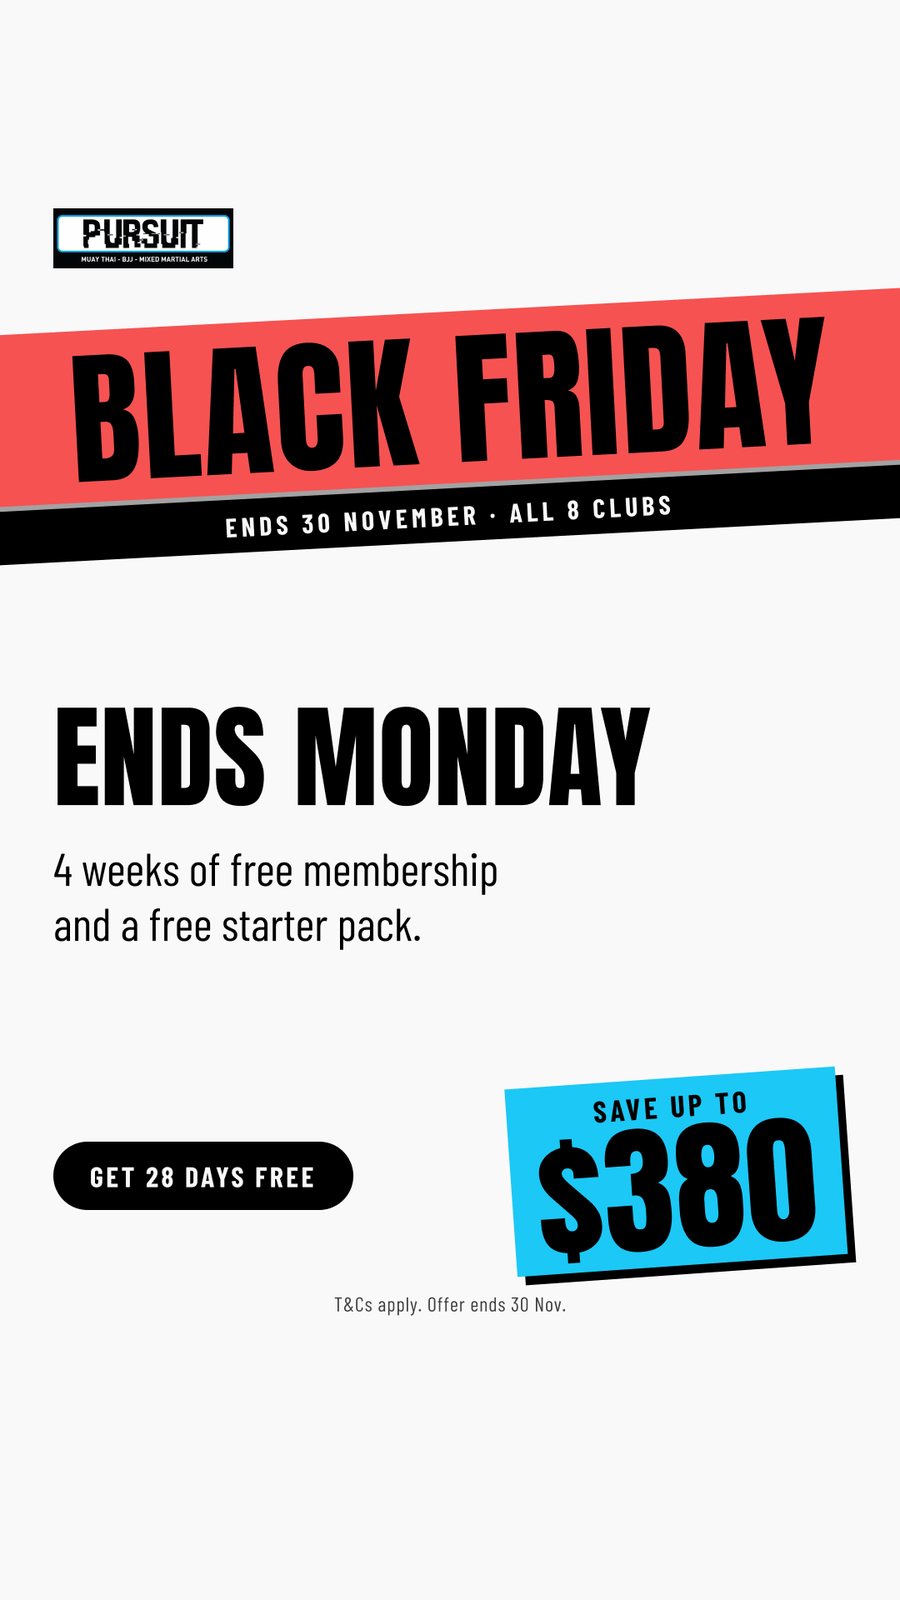 PURSUIT
MUAY THAI - BJJ - MIXED MARTIAL ARTS
BLACK FRIDAY
ENDS 30 NOVEMBER · ALL 8 CLUBS
ENDS MONDAY
4 weeks of free membership
and a free starter pack.
SAVE UP TO
$380
GET 28 DAYS FREE
T&Cs apply. Offer ends 30 Nov.